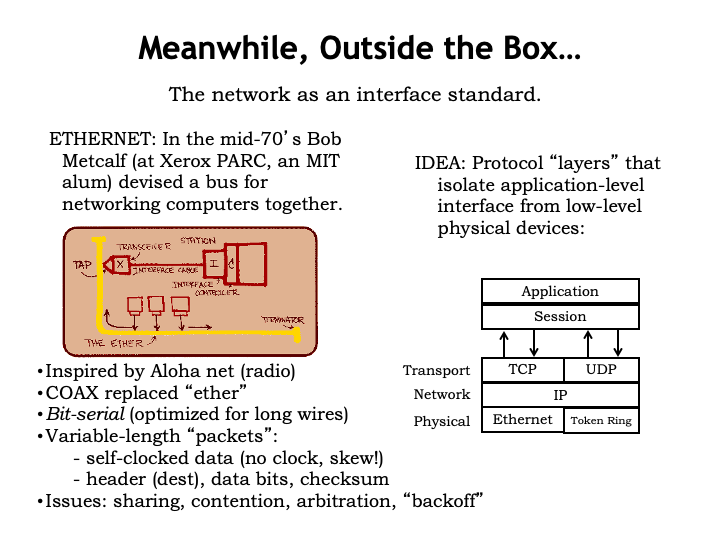 Meanwhile, Outside the Box…
The network as an interface standard.
ETHERNET: In the mid-70’s Bob
Metcalf (at Xerox PARC, an MIT
alum) devised a bus for
networking computers together.
STATION
TRANSCEIVER
TAP
X
INTERFACE CABLE
I
C
INTERFACE
CONTROLLER
TERMINATOR
THE ETHER
•Inspired by Aloha net (radio)
•COAX replaced “ether”
•Bit-serial (optimized for long wires)
•Variable-length “packets”:
- self-clocked data (no clock, skew!)
- header (dest), data bits, checksum
•Issues: sharing, contention, arbitration, “backoff”
IDEA: Protocol “layers” that
isolate application-level
interface from low-level
physical devices:
Application
Session
Transport TCP UDP
Network IP
Physical Ethernet Token Ring